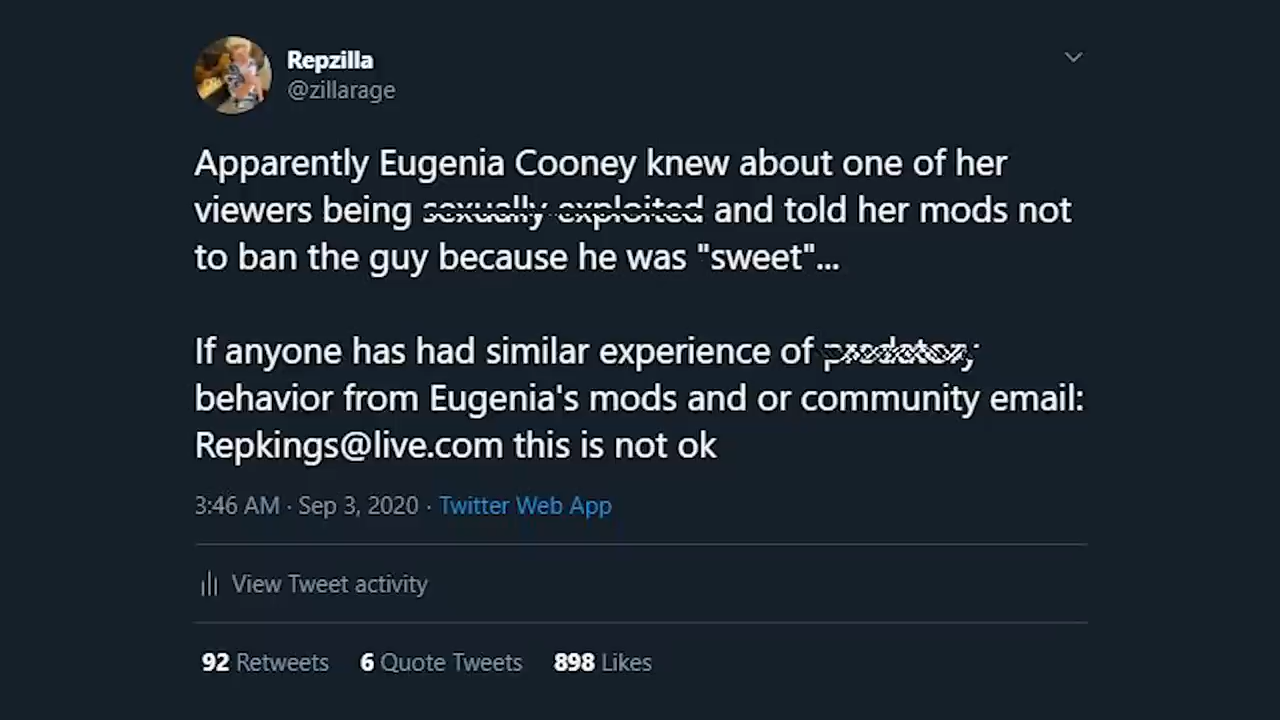 Repzilla
@zillarage
Apparently Eugenia Cooney knew about one of her
viewers being sexually exploited and told her mods not
to ban the guy because he was "sweet"...
If anyone has had similar experience of predatory
behavior from Eugenia's mods and or community email:
Repkings@live.com this is not ok
3:46 AM · Sep 3, 2020 · Twitter Web App
View Tweet activity
92 Retweets 6 Quote Tweets 898 Likes